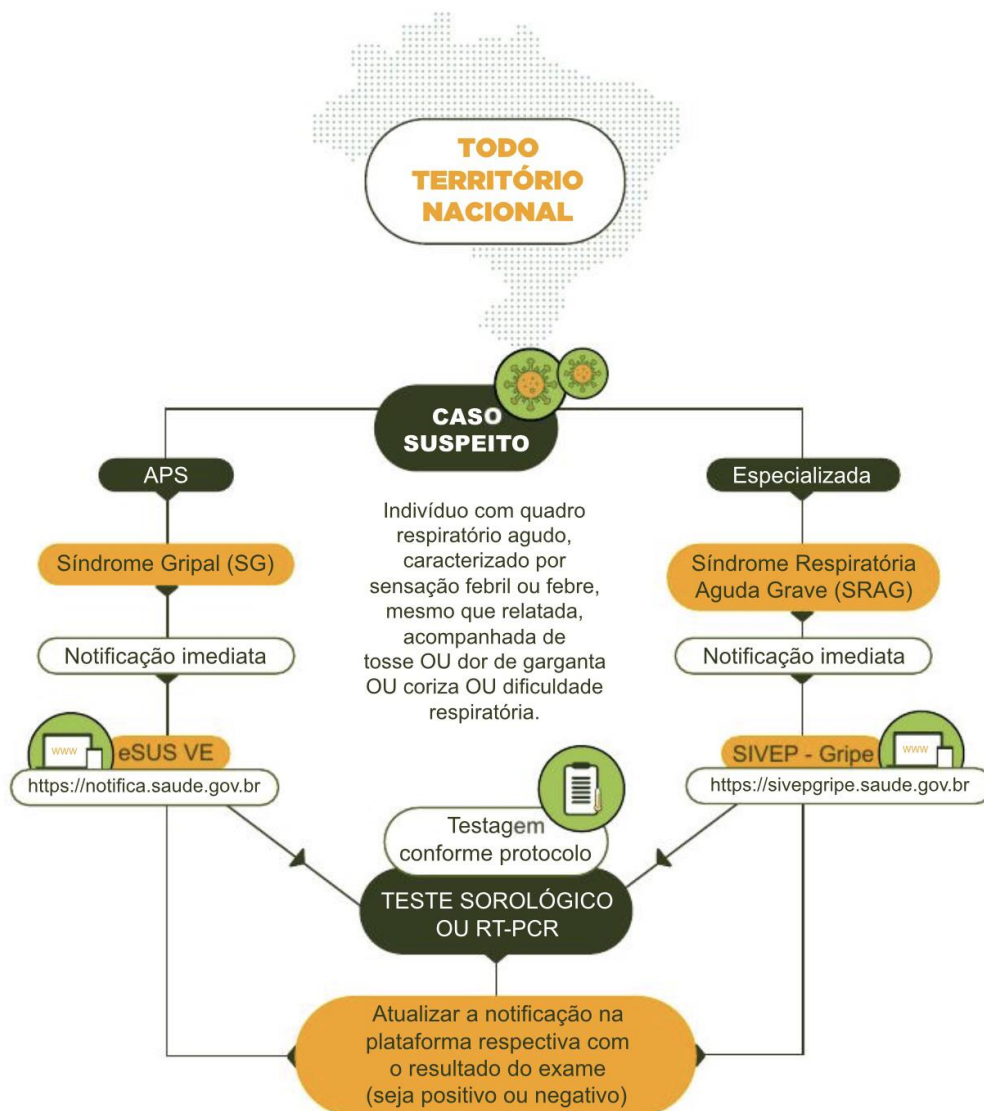 TODO
TERRITÓRIO
NACIONAL
CASO
SUSPEITO
APS
Especializada
Indivíduo com quadro
respiratório agudo,
caracterizado por
sensação febril ou febre,
mesmo que relatada,
acompanhada de
tosse OU dor de garganta
OU coriza OU dificuldade
respiratória.
Síndrome Gripal (SG)
Síndrome Respiratória
Aguda Grave (SRAG)
Notificação imediata
Notificação imediata
www
eSUS VE
https://notifica.saude.gov.br
SIVEP - Gripe
www
https://sivepgripe.saude.gov.br
Testagem
conforme protocolo
TESTE SOROLÓGICO
OU RT-PCR
Atualizar a notificação na
plataforma respectiva com
o resultado do exame
(seja positivo ou negativo)